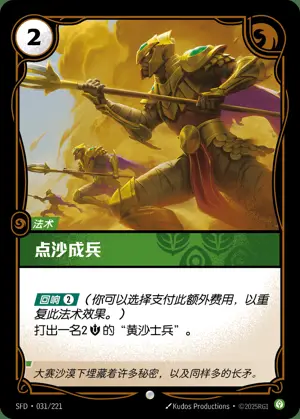 2
法术
点沙成兵
回响 2 （你可以选择支付此额外费用，以重
复此法术效果。）
打出一名2 的“黄沙士兵”。
大赛沙漠下埋藏着许多秘密，以及同样多的长矛。
SFD • 031/221
Kudos Productions • ©2025RGI